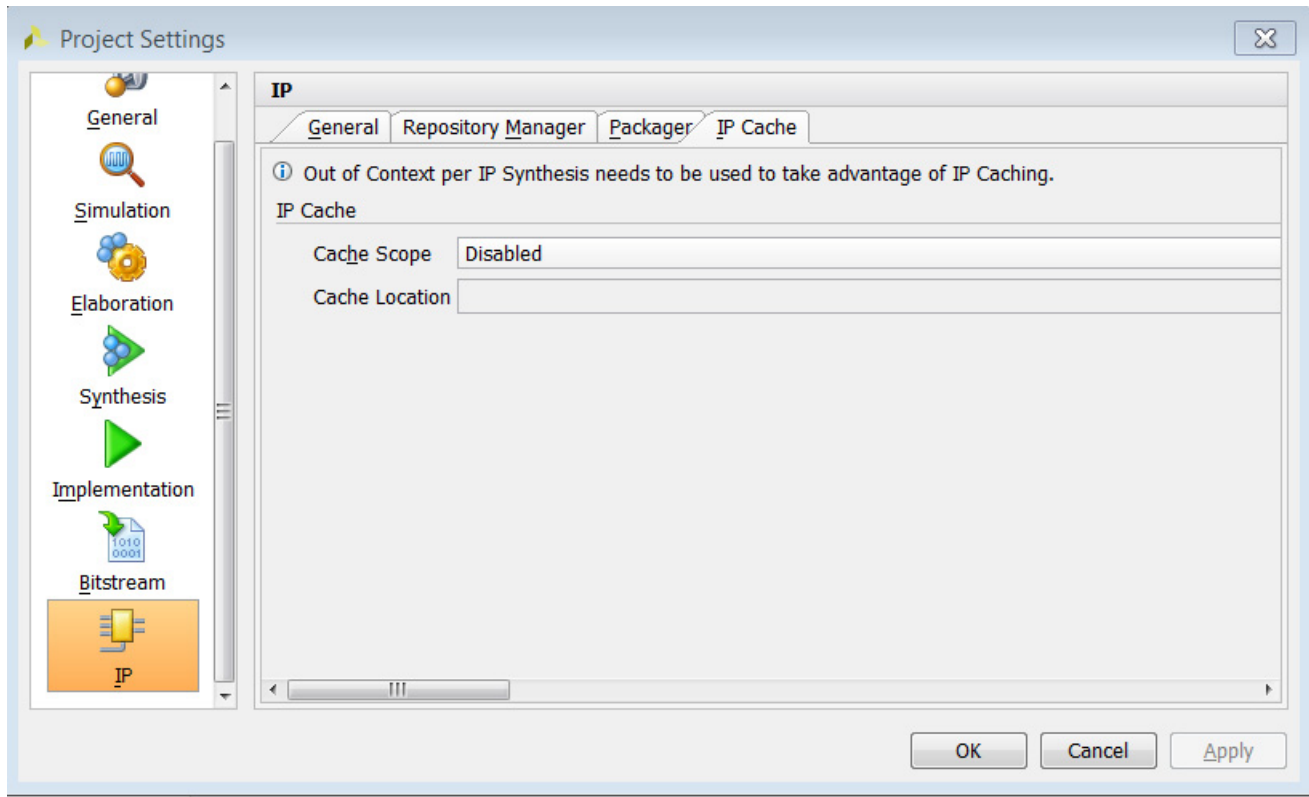 Project Settings
General
Simulation
Elaboration
Synthesis
Implementation
1010
0001
Bitstream
IP
IP
General Repository Manager Packager IP Cache
Out of Context per IP Synthesis needs to be used to take advantage of IP Caching.
IP Cache
Cache Scope Disabled
Cache Location
OK Cancel Apply